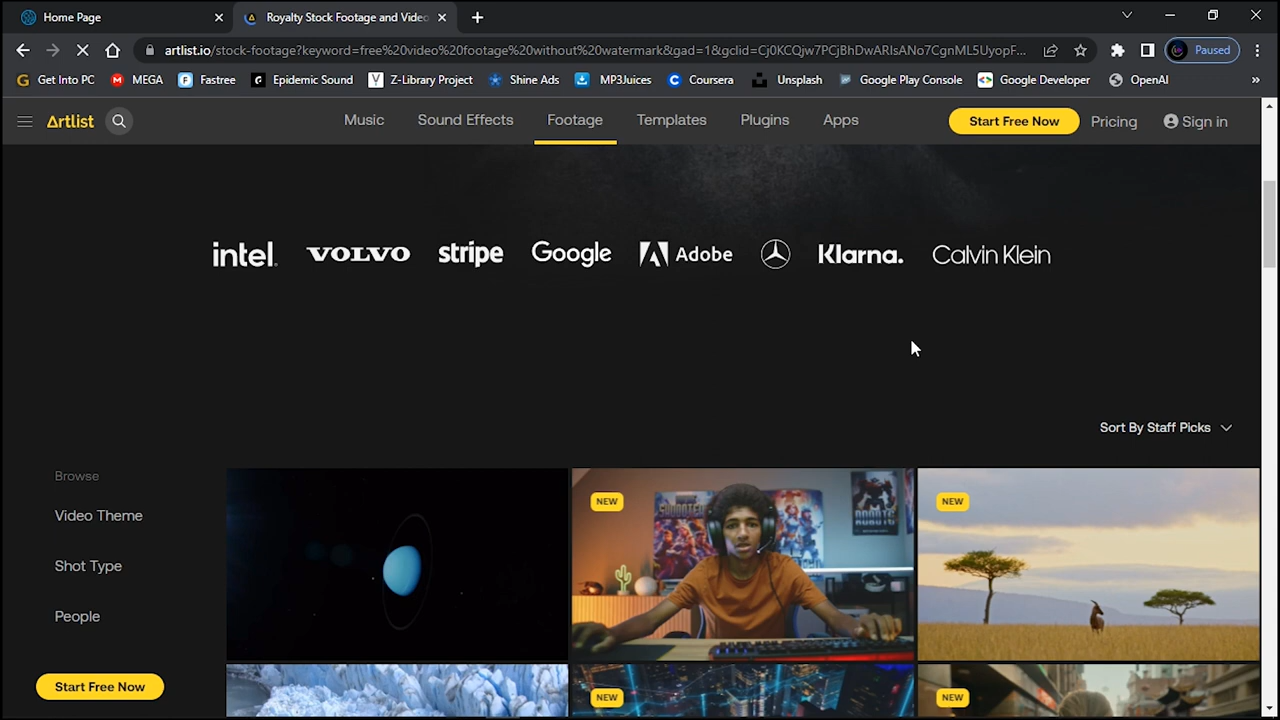 Home Page
Royalty Stock Footage and Video
artlist.io/stock-footage?keyword=free%20video%20footage%20without%20watermark&gad=1&gclid=Cj0KCQjw7PCjBhDwARIsANo7CgnML5UyopF...
Paused
Get Into PC
MEGA
Fastree
Epidemic Sound
Z-Library Project
Shine Ads
MP3Juices
Coursera
Unsplash
Google Play Console
Google Developer
OpenAI
Artlist
Music
Sound Effects
Footage
Templates
Plugins
Apps
Start Free Now
Pricing
Sign in
intel.
VOLVO
stripe
Google
Adobe
Klarna.
Calvin Klein
Sort By Staff Picks
Browse
Video Theme
Shot Type
People
Start Free Now
NEW
NEW
ROBOTS
NEW
NEW